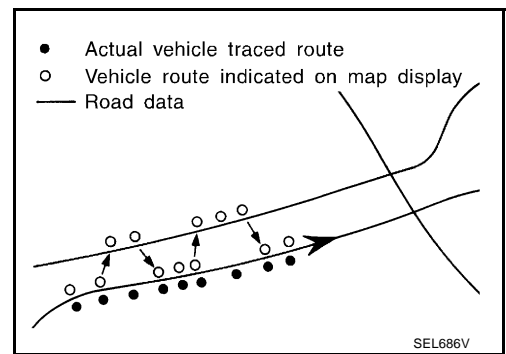 Actual vehicle traced route
Vehicle route indicated on map display
Road data
SEL686V